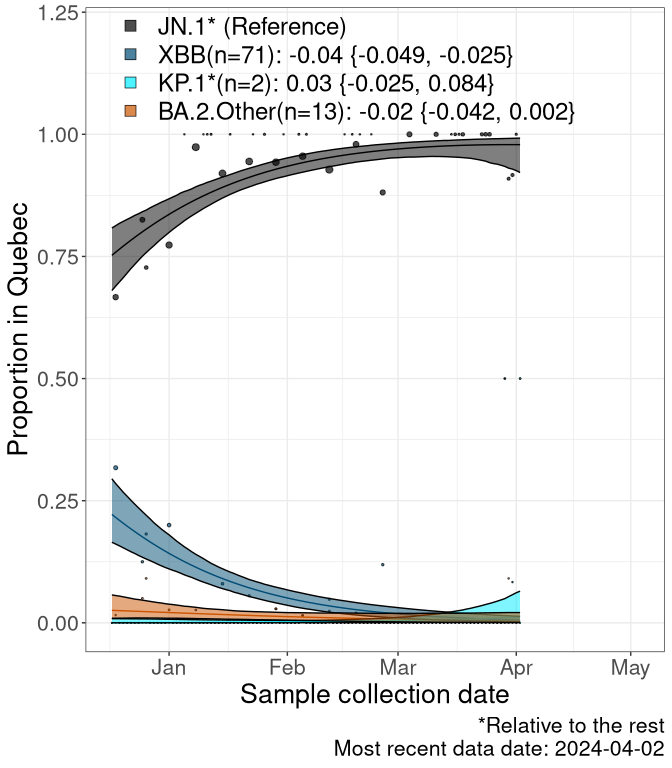 JN.1* (Reference)
XBB(n=71): -0.04 {-0.049, -0.025}
KP.1*(n=2): 0.03 {-0.025, 0.084}
BA.2.Other(n=13): -0.02 {-0.042, 0.002}
1.25
1.00
0.75
0.50
0.25
0.00
Proportion in Quebec
Jan Feb Mar Apr May
Sample collection date
*Relative to the rest
Most recent data date: 2024-04-02